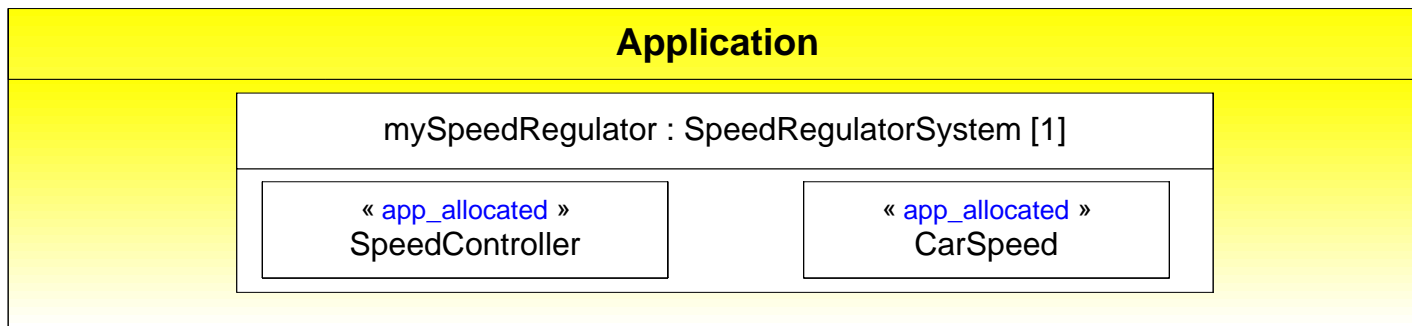 Application
mySpeedRegulator : SpeedRegulatorSystem [1]
« app_allocated »
SpeedController
« app_allocated »
CarSpeed